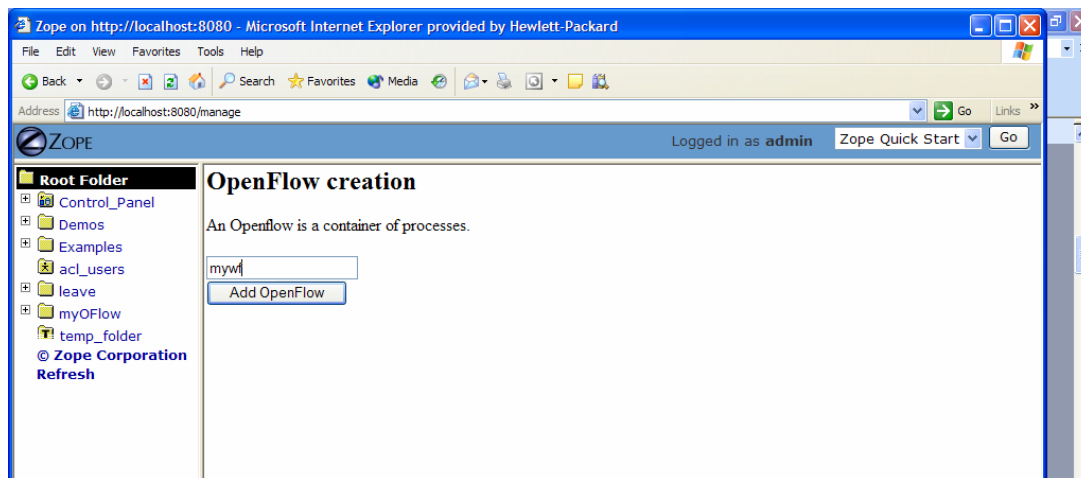 Zope on http://localhost:8080 - Microsoft Internet Explorer provided by Hewlett-Packard
File Edit View Favorites Tools Help
Back Search Favorites Media
Address http://localhost:8080/manage Go Links »
ZOPE Logged in as admin Zope Quick Start Go
Root Folder
Control_Panel
Demos
Examples
acl_users
leave
myOFlow
temp_folder
© Zope Corporation
Refresh
OpenFlow creation
An Openflow is a container of processes.
mywf
Add OpenFlow